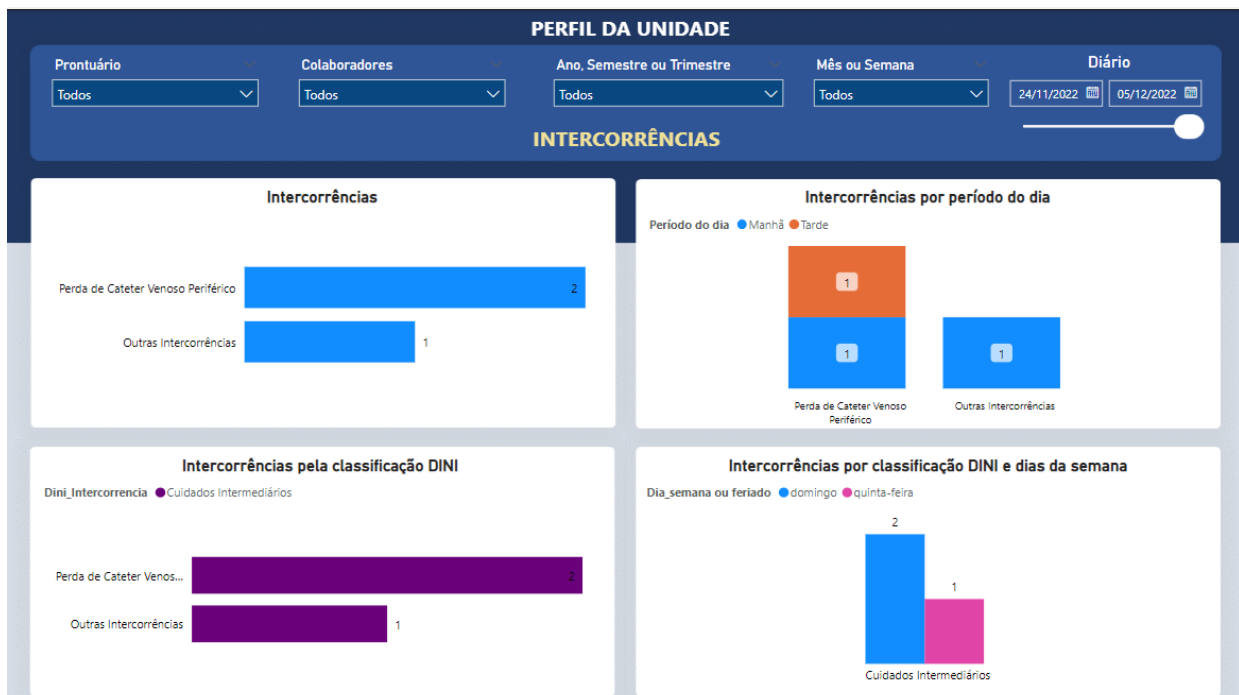 PERFIL DA UNIDADE
Prontuário
Colaboradores
Ano, Semestre ou Trimestre
Mês ou Semana
Diário
Todos
Todos
Todos
Todos
24/11/2022
05/12/2022
INTERCORRÊNCIAS
Intercorrências
Perda de Cateter Venoso Periférico
2
Outras Intercorrências
1
Intercorrências por período do dia
Período do dia Manhã Tarde
1
1
1
Perda de Cateter Venoso
Periférico
Outras Intercorrências
Intercorrências pela classificação DINI
Dini_Intercorrencia Cuidados Intermediários
Perda de Cateter Venos...
2
Outras Intercorrências
1
Intercorrências por classificação DINI e dias da semana
Dia_semana ou feriado domingo quinta-feira
2
1
Cuidados Intermediários